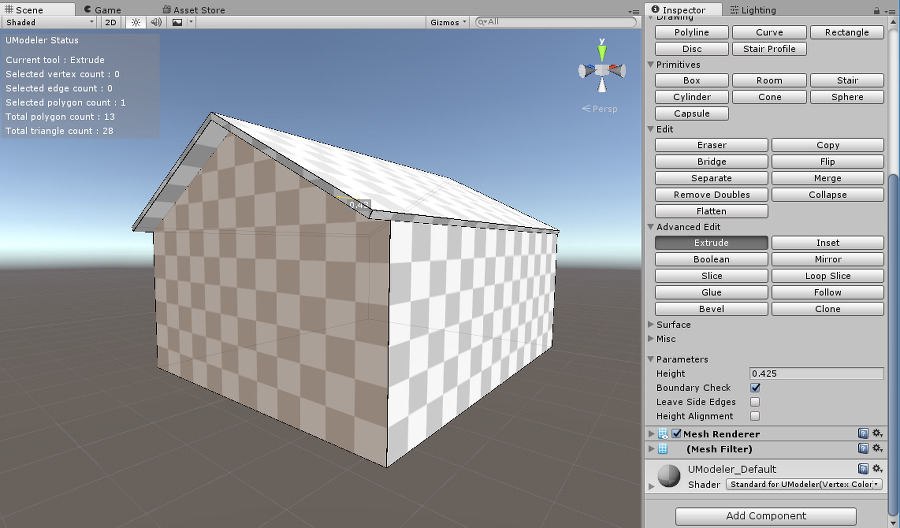 Scene Game Asset Store
Shaded 2D Gizmos All
UModeler Status
Current tool : Extrude
Selected vertex count : 0
Selected edge count : 0
Selected polygon count : 1
Total polygon count : 13
Total triangle count : 28
y
Persp
Inspector Lighting
Drawing
Polyline Curve Rectangle
Disc Stair Profile
Primitives
Box Room Stair
Cylinder Cone Sphere
Capsule
Edit
Eraser Copy
Bridge Flip
Separate Merge
Remove Doubles Collapse
Flatten
Advanced Edit
Extrude Inset
Boolean Mirror
Slice Loop Slice
Glue Follow
Bevel Clone
Surface
Misc
Parameters
Height 0.425
Boundary Check
Leave Side Edges
Height Alignment
Mesh Renderer
(Mesh Filter)
UModeler_Default
Shader Standard for UModeler(Vertex Color
Add Component